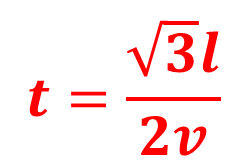 t = √3l / 2v